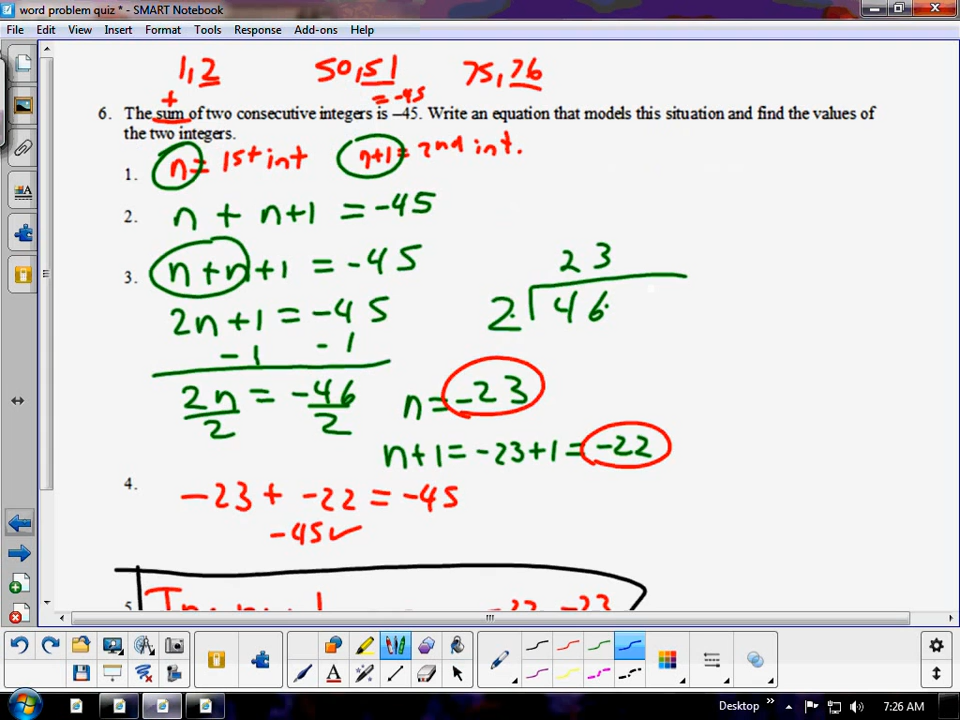 word problem quiz * - SMART Notebook
File Edit View Insert Format Tools Response Add-ons Help
1, 2 50, 51 75, 76
+ = -45
6. The sum of two consecutive integers is –45. Write an equation that models this situation and find the values of
the two integers.
1. n = 1st int n+1 = 2nd int.
2. n + n+1 = -45
3. n + n +1 = -45
23
2n +1 = -45
2 46
-1 -1
2n = -46
2 2
n = -23
n+1 = -23+1 = -22
4. -23 + -22 = -45
-45 ✓
5.
-22 -23
Desktop » 7:26 AM